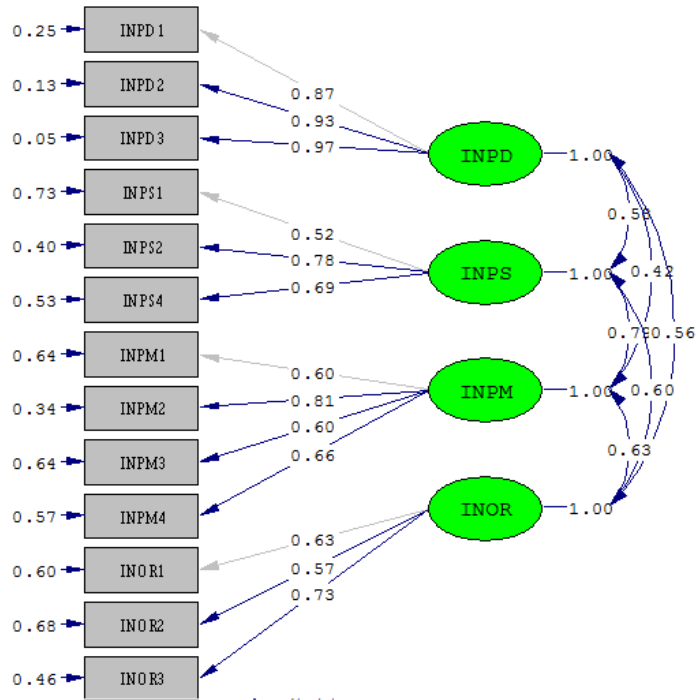 0.25 INPD1
0.13 INPD2
0.87
0.93
0.05 INPD3
0.97
INPD 1.00
0.73 INPS1
0.58
0.52
0.40 INPS2
0.78
INPS 1.00
0.42
0.69
0.53 INPS4
0.56
0.64 INPM1
0.60
INPM 1.00
0.60
0.34 INPM2
0.81
0.60
0.63
0.64 INPM3
0.66
INOR 1.00
0.57 INPM4
0.63
0.60 INOR1
0.57
0.73
0.68 INOR2
0.46 INOR3